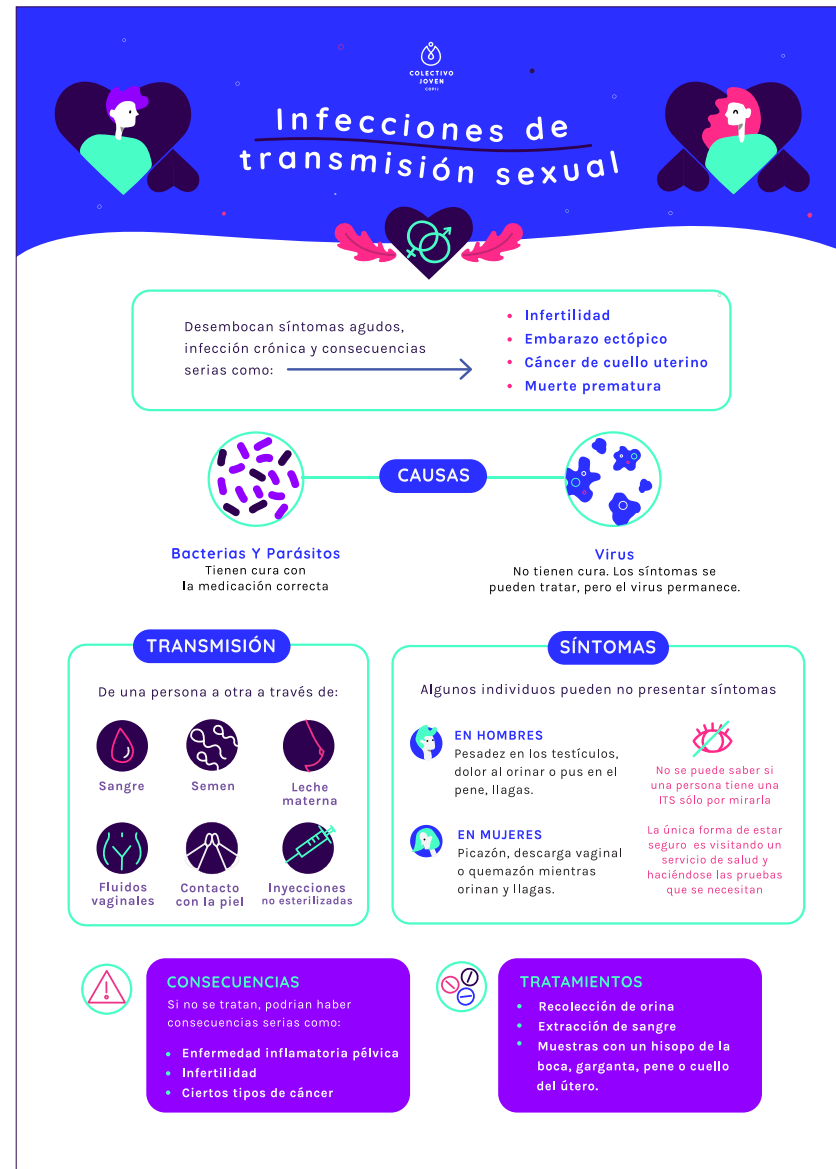 COLECTIVO
JOVEN
COPIJ
Infecciones de
transmisión sexual
Desembocan síntomas agudos,
infección crónica y consecuencias
serias como:
• Infertilidad
• Embarazo ectópico
• Cáncer de cuello uterino
• Muerte prematura
CAUSAS
Bacterias Y Parásitos
Tienen cura con
la medicación correcta
Virus
No tienen cura. Los síntomas se
pueden tratar, pero el virus permanece.
TRANSMISIÓN
De una persona a otra a través de:
Sangre
Semen
Leche
materna
Fluidos
vaginales
Contacto
con la piel
Inyecciones
no esterilizadas
SÍNTOMAS
Algunos individuos pueden no presentar síntomas
EN HOMBRES
Pesadez en los testículos,
dolor al orinar o pus en el
pene, llagas.
EN MUJERES
Picazón, descarga vaginal
o quemazón mientras
orinan y llagas.
No se puede saber si
una persona tiene una
ITS sólo por mirarla
La única forma de estar
seguro es visitando un
servicio de salud y
haciéndose las pruebas
que se necesitan
CONSECUENCIAS
Si no se tratan, podrian haber
consecuencias serias como:
• Enfermedad inflamatoria pélvica
• Infertilidad
• Ciertos tipos de cáncer
TRATAMIENTOS
• Recolección de orina
• Extracción de sangre
• Muestras con un hisopo de la
boca, garganta, pene o cuello
del útero.